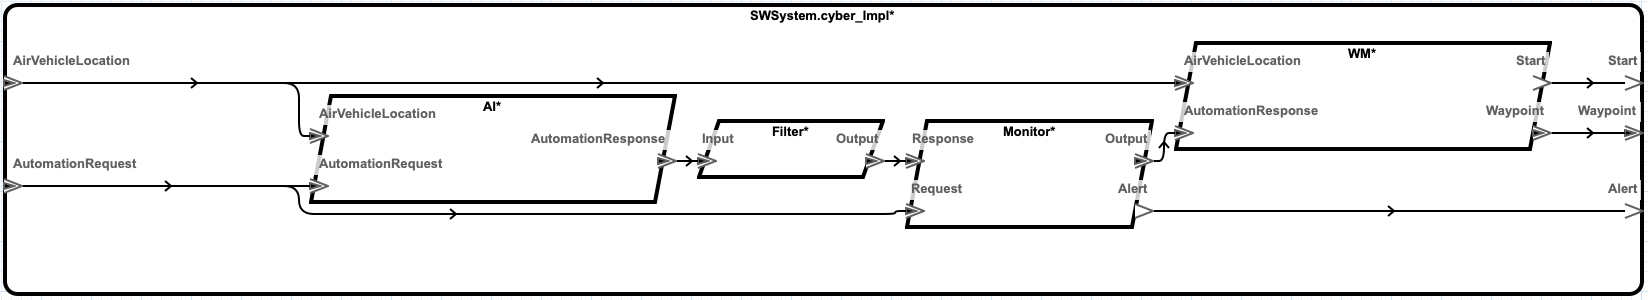 SWSystem.cyber_Impl*
AirVehicleLocation
AutomationRequest
AI*
AirVehicleLocation
AutomationRequest
AutomationResponse
Filter*
Input
Output
Monitor*
Response
Request
Output
Alert
WM*
AirVehicleLocation
AutomationResponse
Start
Waypoint
Start
Waypoint
Alert